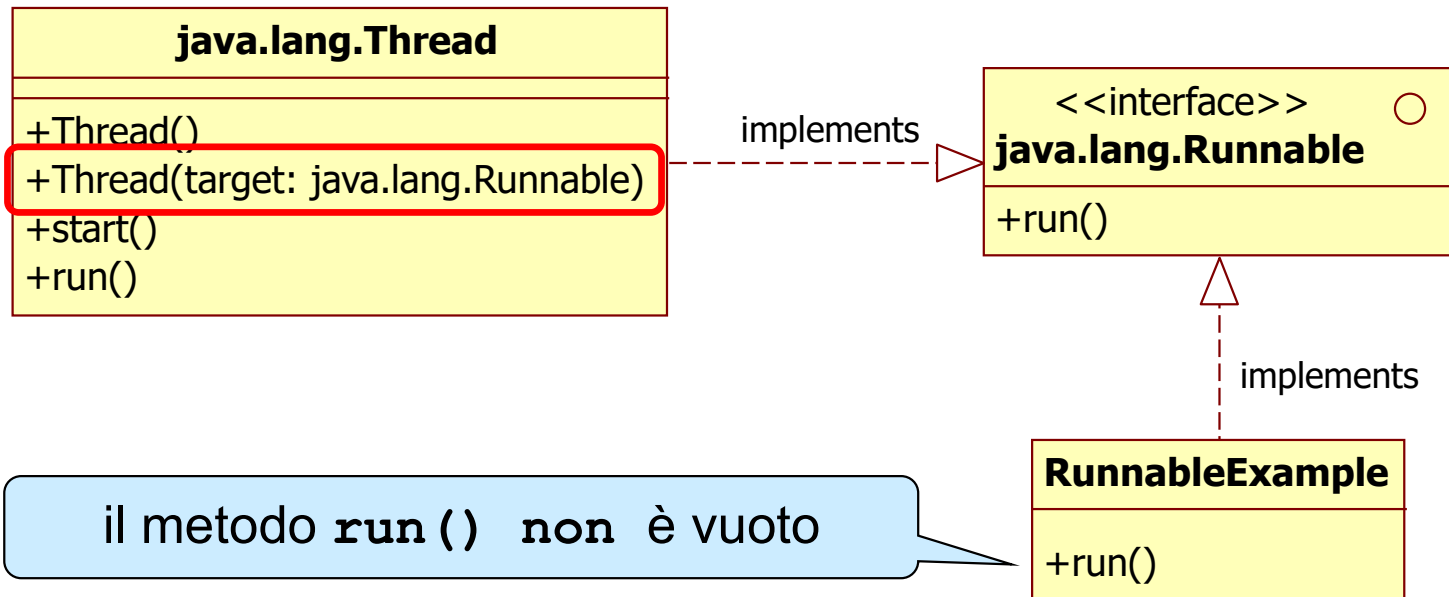 java.lang.Thread
+Thread()
+Thread(target: java.lang.Runnable)
+start()
+run()
implements
<<interface>>
java.lang.Runnable
+run()
implements
RunnableExample
+run()
il metodo run() non è vuoto